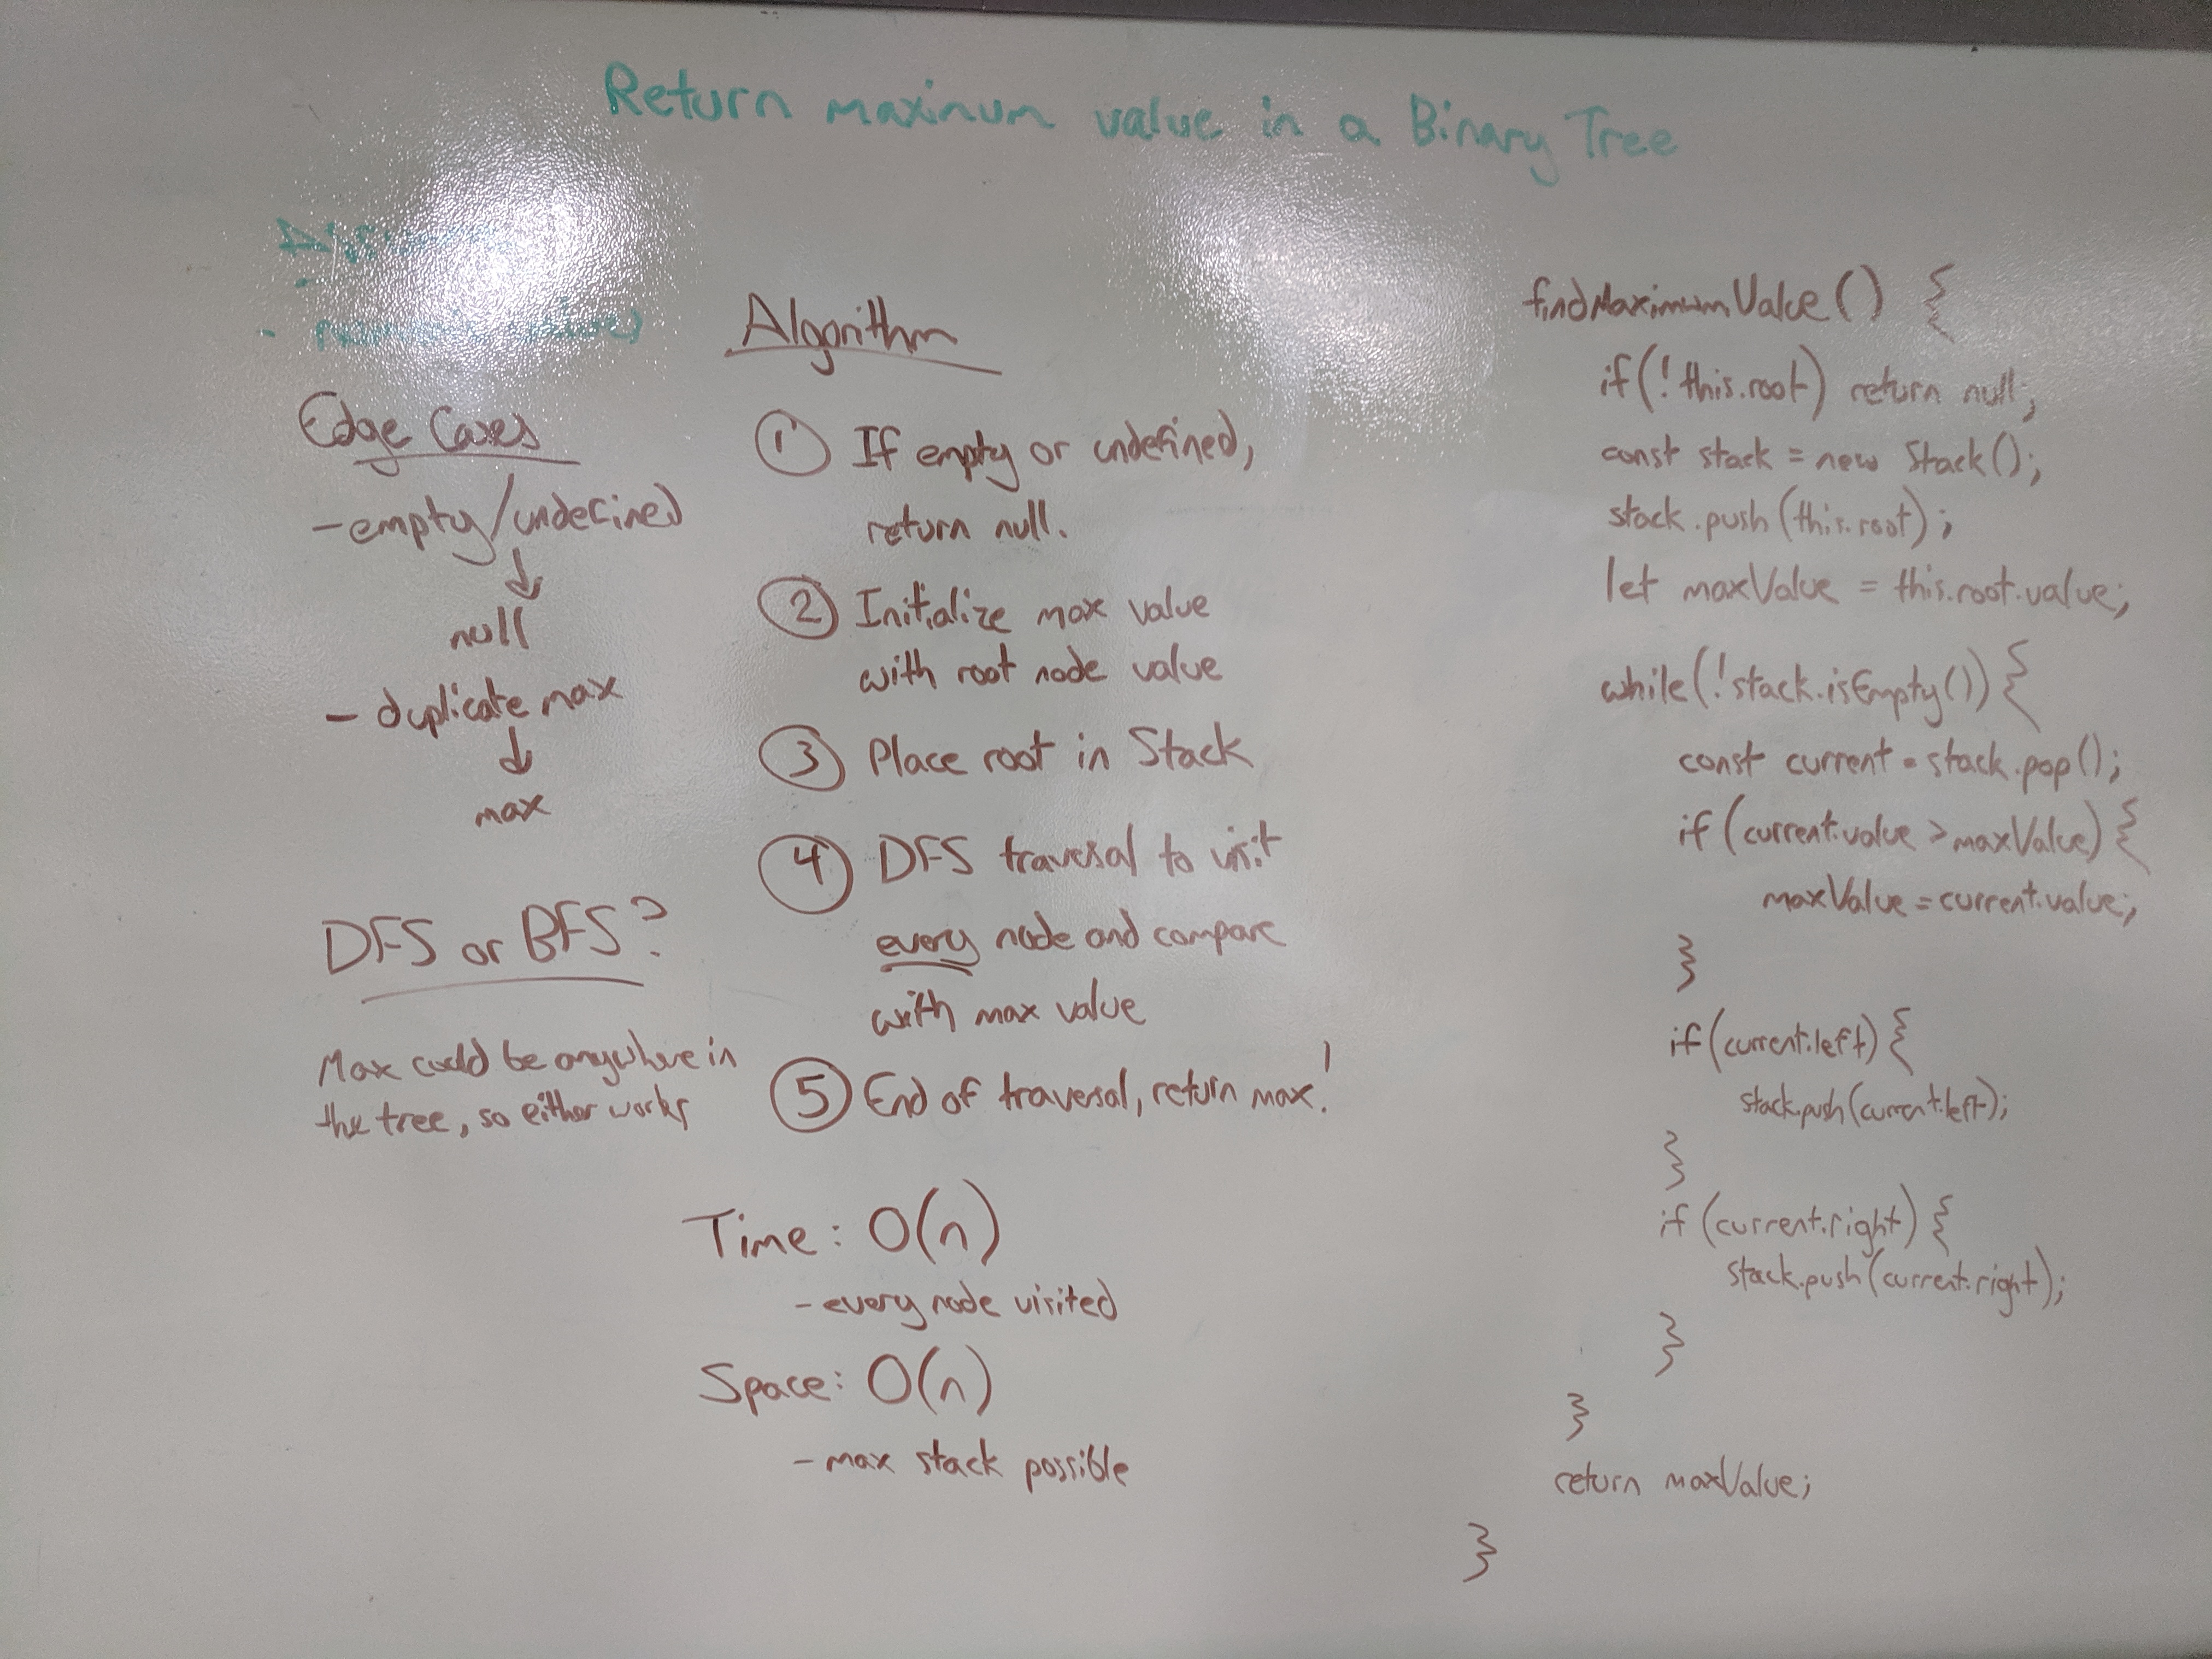 Return maxinum value in a Binary Tree
Edge Cases
- empty/undefined
null
- duplicate max
max
DFS or BFS?
Max could be anywhere in
the tree, so either works
Algorithm
1 If empty or undefined,
return null.
2 Initialize max value
with root node value
3 Place root in Stack
4 DFS traversal to visit
every node and compare
with max value
5 End of traversal, return max!
Time: O(n)
- every node visited
Space: O(n)
- max stack possible
findMaximumValue() {
if(!this.root) return null;
const stack = new Stack();
stack.push(this.root);
let maxValue = this.root.value;
while(!stack.isEmpty()) {
const current = stack.pop();
if (current.value > maxValue) {
maxValue = current.value;
}
if (current.left) {
stack.push(current.left);
}
if (current.right) {
stack.push(current.right);
}
}
return maxValue;
}